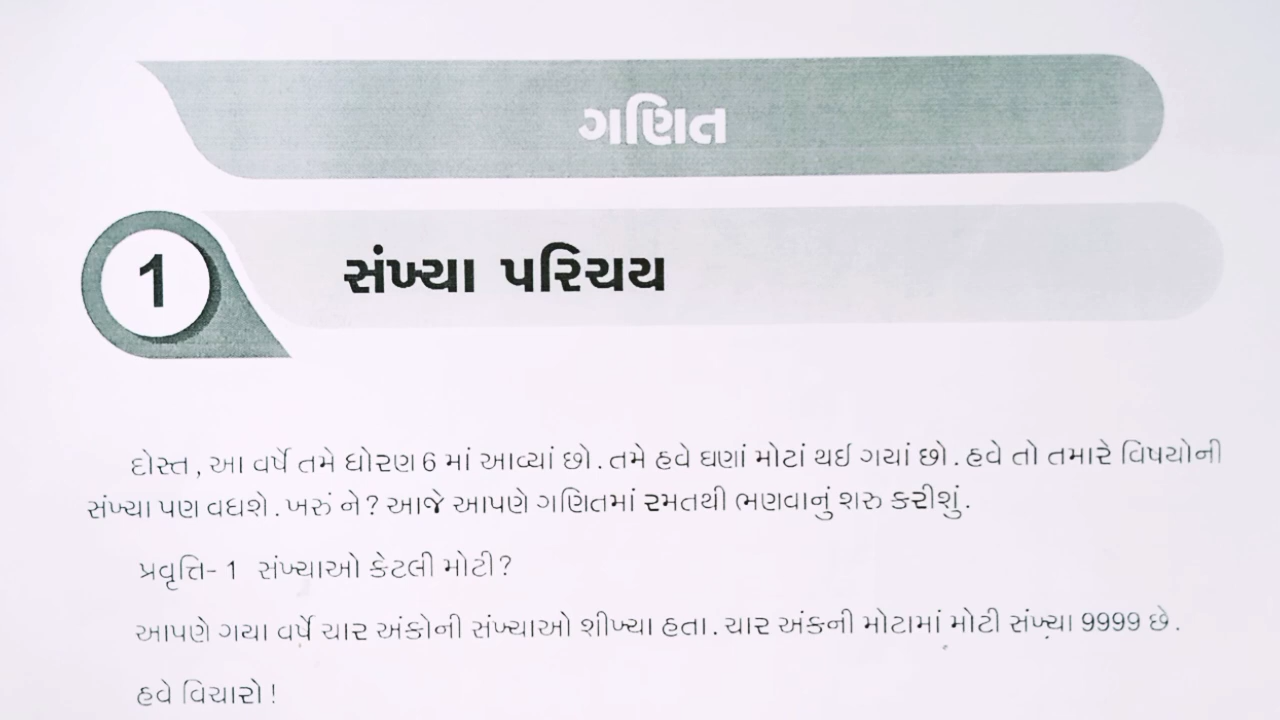 ગણિત
1
સંખ્યા પરિચય
દોસ્ત, આ વર્ષે તમે ધોરણ 6 માં આવ્યાં છો. તમે હવે ઘણાં મોટાં થઈ ગયાં છો. હવે તો તમારે વિષયોની
સંખ્યા પણ વધશે. ખરું ને? આજે આપણે ગણિતમાં રમતથી ભણવાનું શરુ કરીશું.
પ્રવૃત્તિ- 1 સંખ્યાઓ કેટલી મોટી?
આપણે ગયા વર્ષે ચાર અંકોની સંખ્યાઓ શીખ્યા હતા. ચાર અંકની મોટામાં મોટી સંખ્યા 9999 છે.
હવે વિચારો!